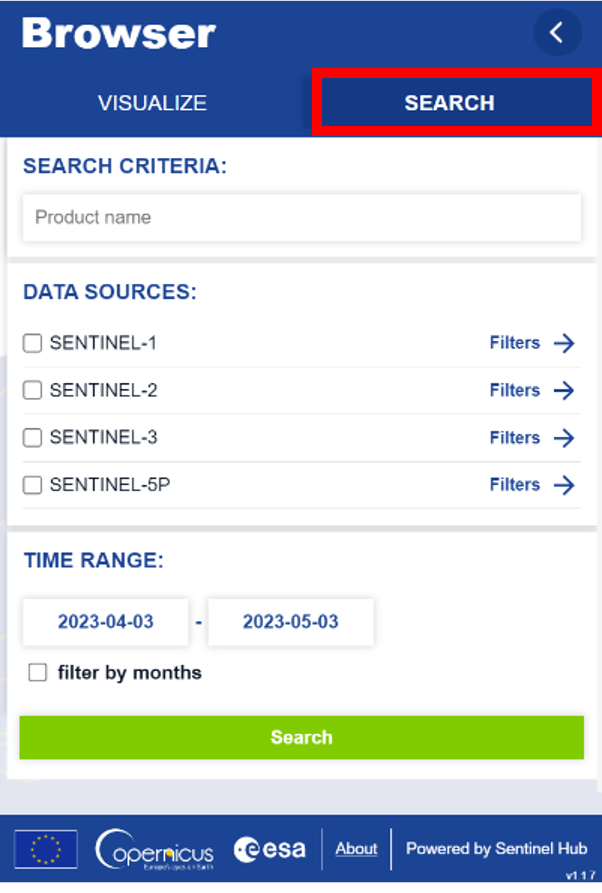 Browser
VISUALIZE SEARCH
SEARCH CRITERIA:
Product name
DATA SOURCES:
SENTINEL-1 Filters
SENTINEL-2 Filters
SENTINEL-3 Filters
SENTINEL-5P Filters
TIME RANGE:
2023-04-03 - 2023-05-03
filter by months
Search
opernicus esa About Powered by Sentinel Hub
Europe's eyes on Earth
v1.1.7